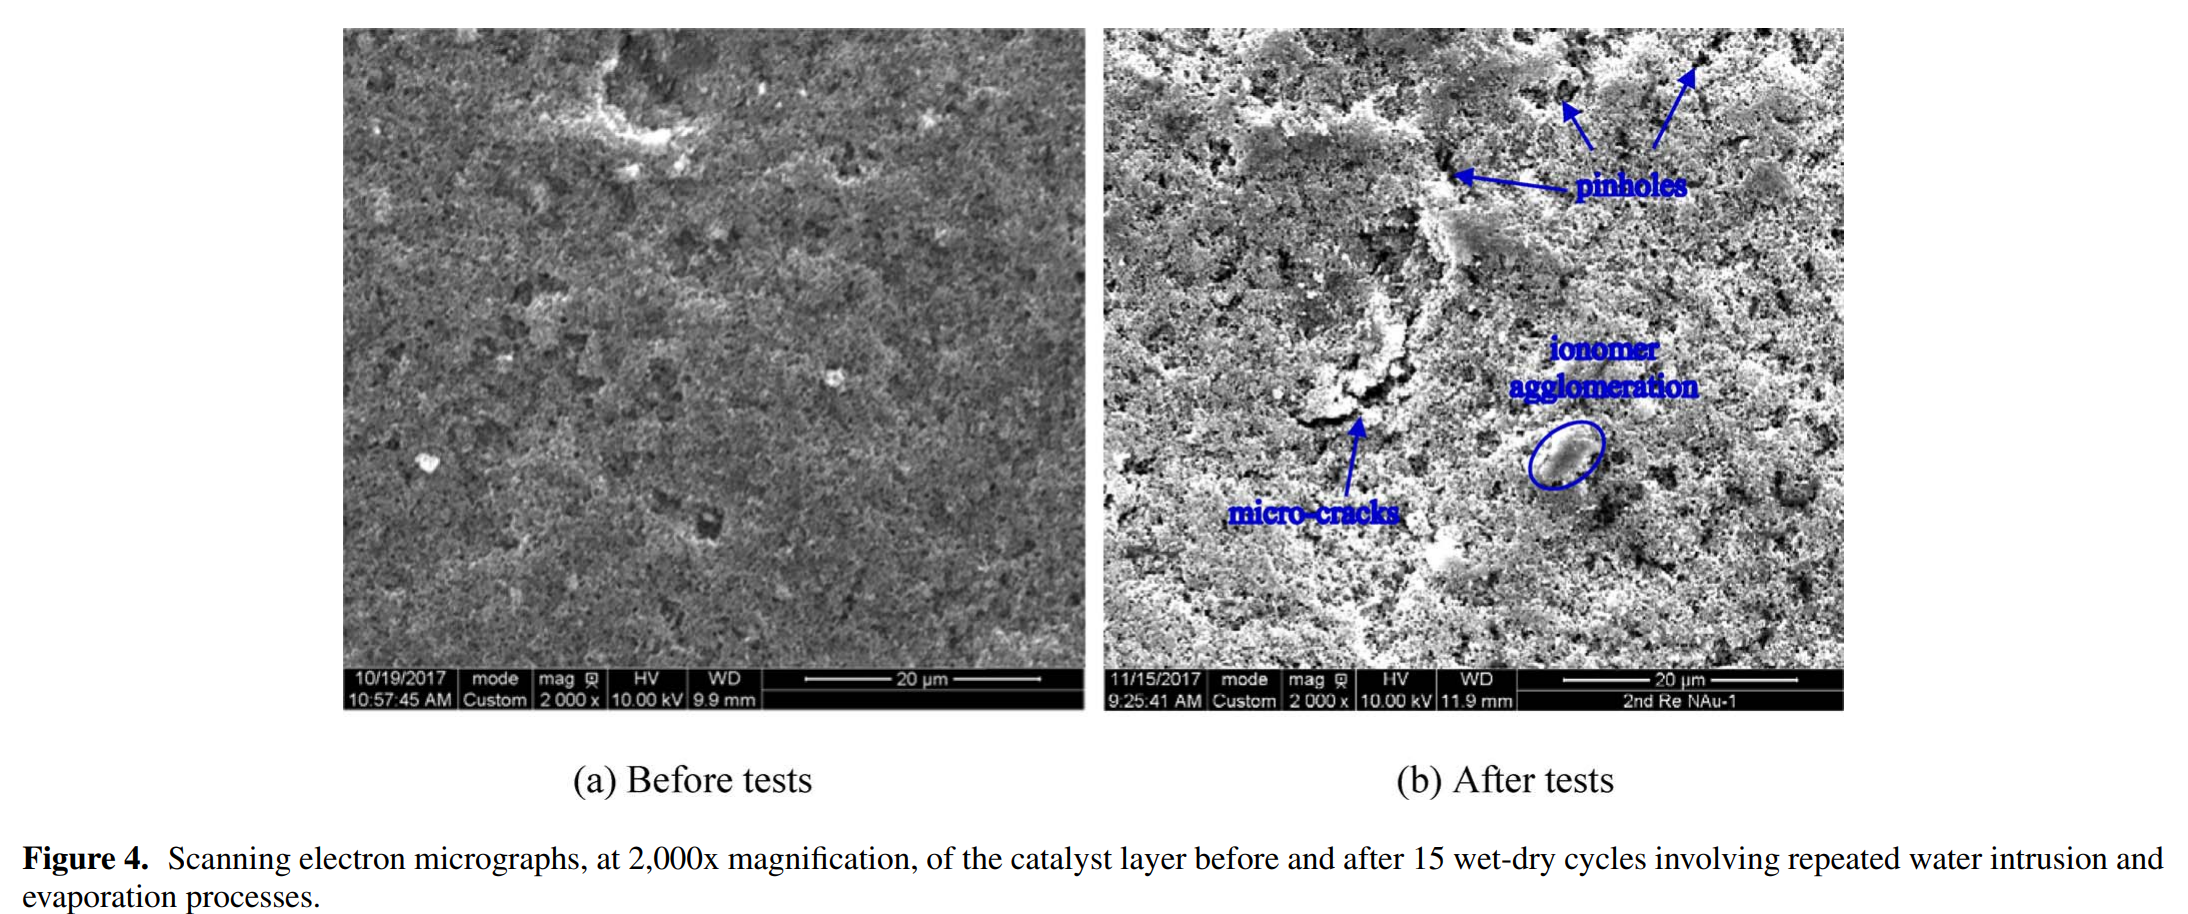 pinholes
ionomer
agglomeration
micro-cracks
10/19/2017 mode mag HV WD 20 µm
10:57:45 AM Custom 2 000 x 10.00 kV 9.9 mm
11/15/2017 mode mag HV WD 20 µm
9:25:41 AM Custom 2 000 x 10.00 kV 11.9 mm 2nd Re NAu-1
(a) Before tests
(b) After tests
Figure 4. Scanning electron micrographs, at 2,000x magnification, of the catalyst layer before and after 15 wet-dry cycles involving repeated water intrusion and
evaporation processes.